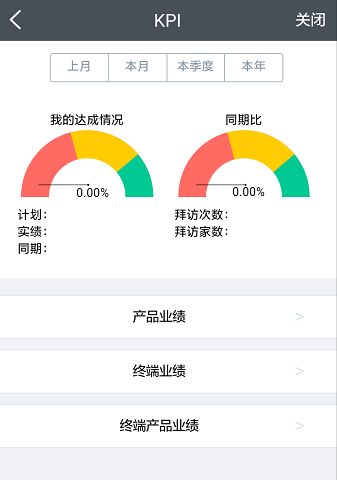 KPI 关闭
上月 本月 本季度 本年
我的达成情况 同期比
0.00% 0.00%
计划： 拜访次数：
实绩： 拜访家数：
同期：
产品业绩 >
终端业绩 >
终端产品业绩 >